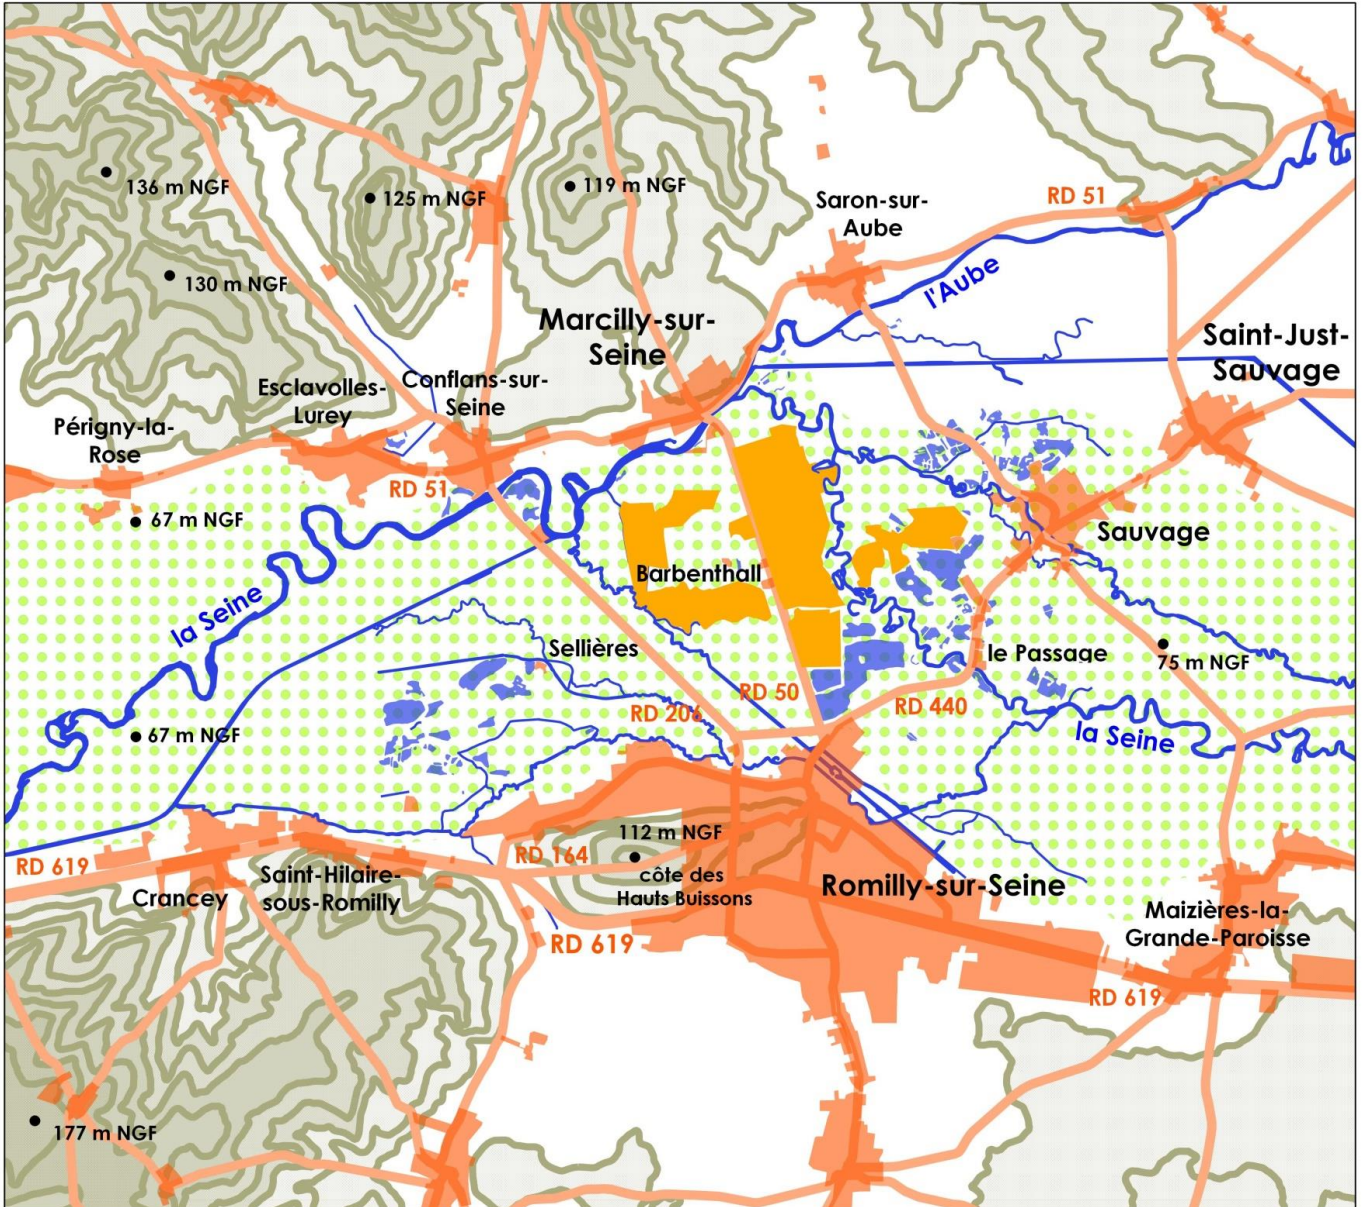 136 m NGF
125 m NGF
119 m NGF
RD 51
Saron-sur-
Aube
130 m NGF
l'Aube
Marcilly-sur-
Seine
Saint-Just-
Sauvage
Esclavolles-
Lurey
Conflans-sur-
Seine
Périgny-la-
Rose
RD 51
67 m NGF
Sauvage
Barbenthall
la Seine
Sellières
le Passage
75 m NGF
RD 50
RD 206
RD 440
67 m NGF
la Seine
112 m NGF
RD 619
RD 164
côte des
Hauts Buissons
Crancey
Saint-Hilaire-
sous-Romilly
Romilly-sur-Seine
Maizières-la-
Grande-Paroisse
RD 619
RD 619
177 m NGF